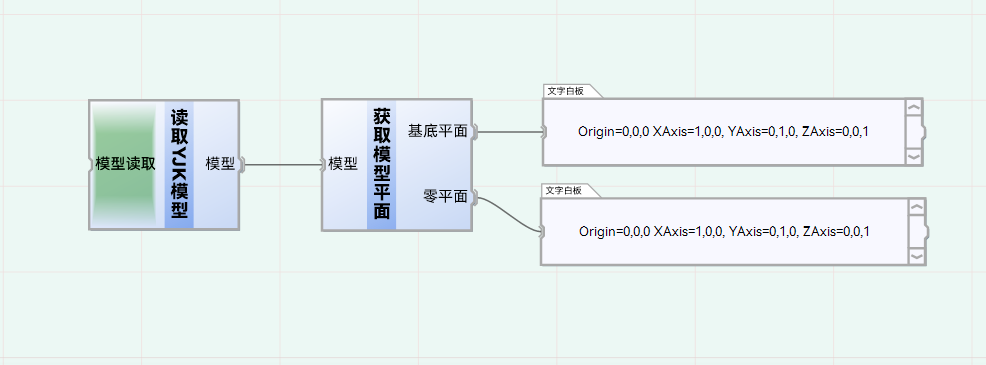 模型读取
读取YJK模型
模型
模型
获取模型平面
基底平面
零平面
文字白板
Origin=0,0,0 XAxis=1,0,0, YAxis=0,1,0, ZAxis=0,0,1
文字白板
Origin=0,0,0 XAxis=1,0,0, YAxis=0,1,0, ZAxis=0,0,1